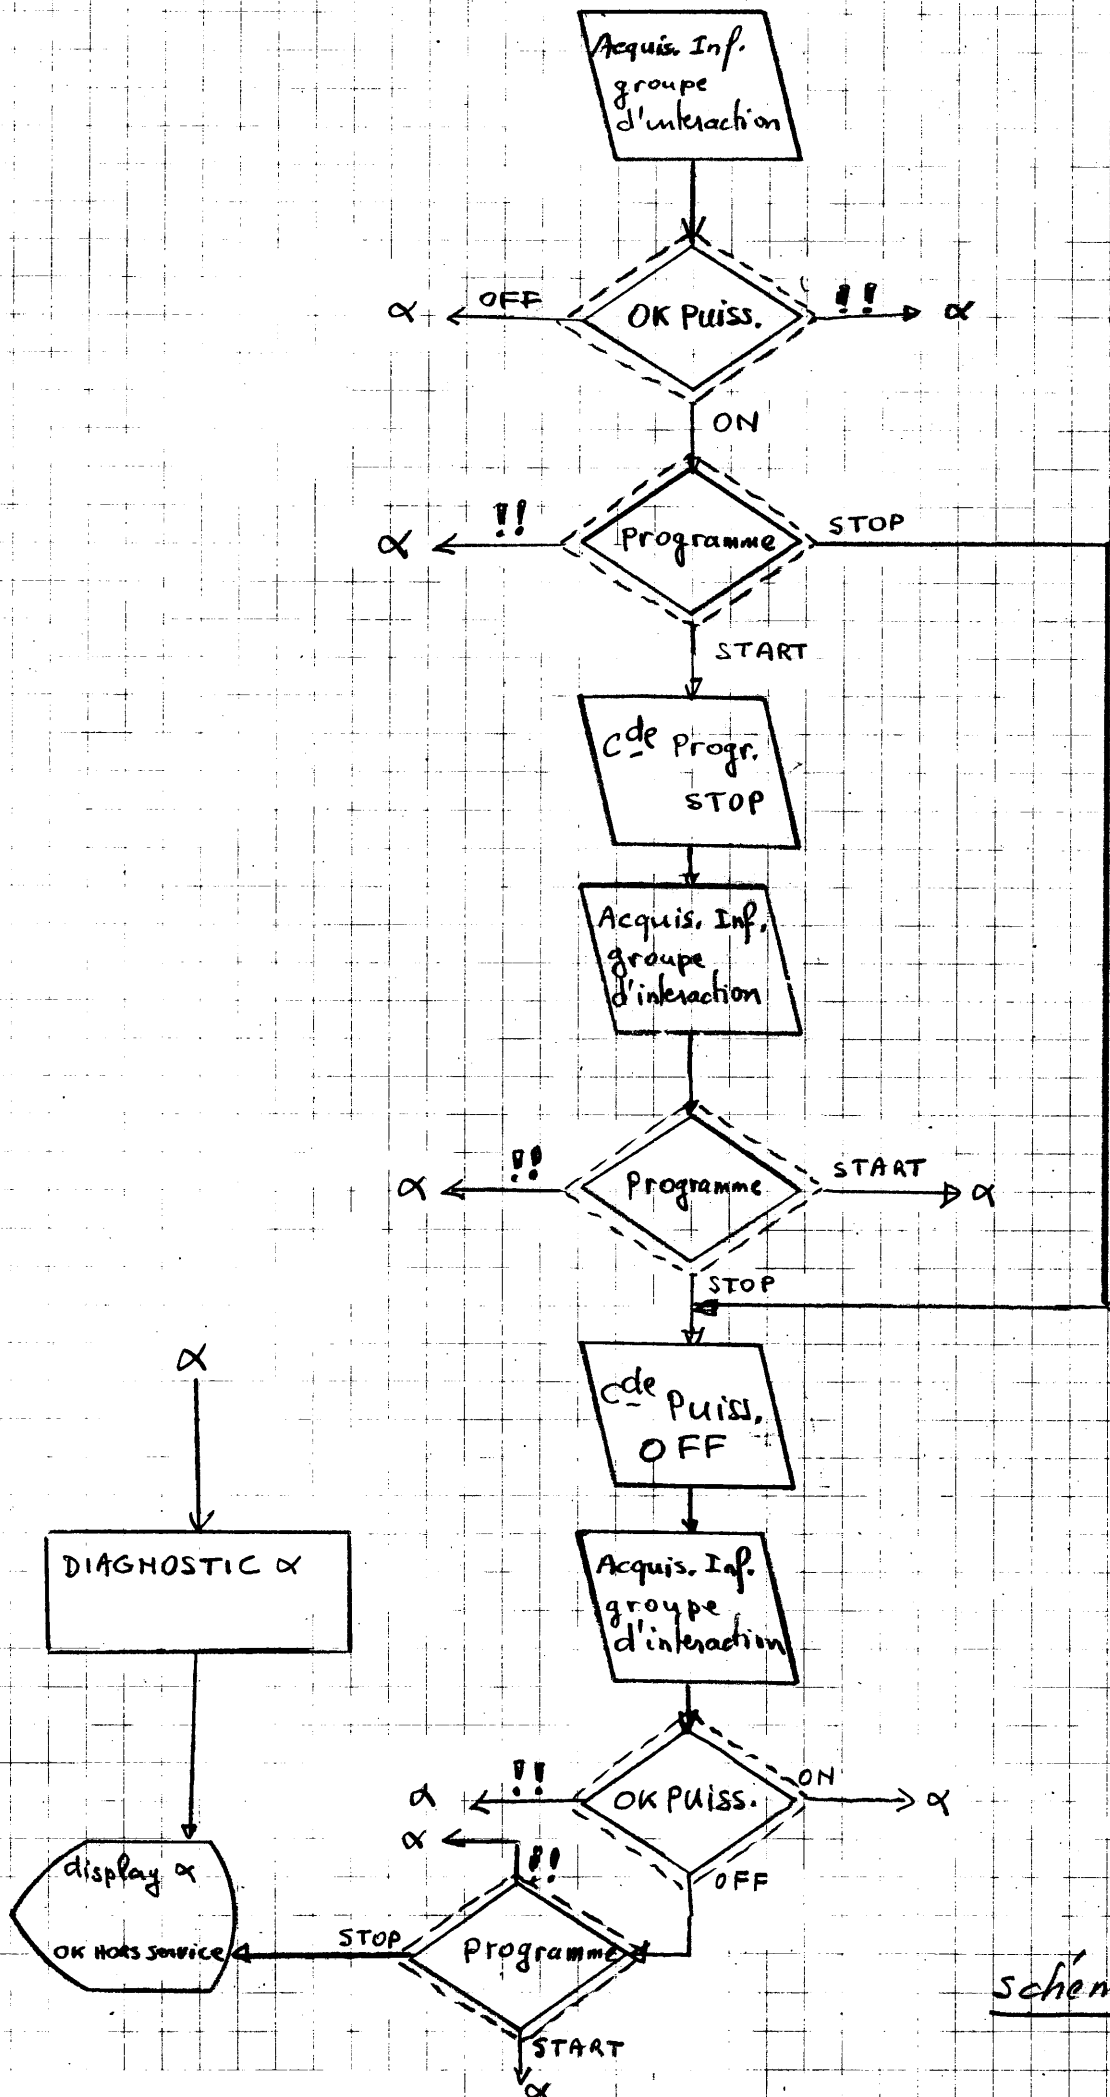 Acquis. Inf.
groupe
d'interaction
α
OFF
OK Puiss.
!!
α
ON
α
!!
Programme
STOP
START
Cde Progr.
STOP
Acquis. Inf.
groupe
d'interaction
α
!!
Programme
START
α
STOP
α
Cde Puiss.
OFF
DIAGNOSTIC α
Acquis. Inf.
groupe
d'interaction
α
!!
OK Puiss.
ON
α
α
!!
OFF
display α
OK HORS Service
STOP
Programme
START
α